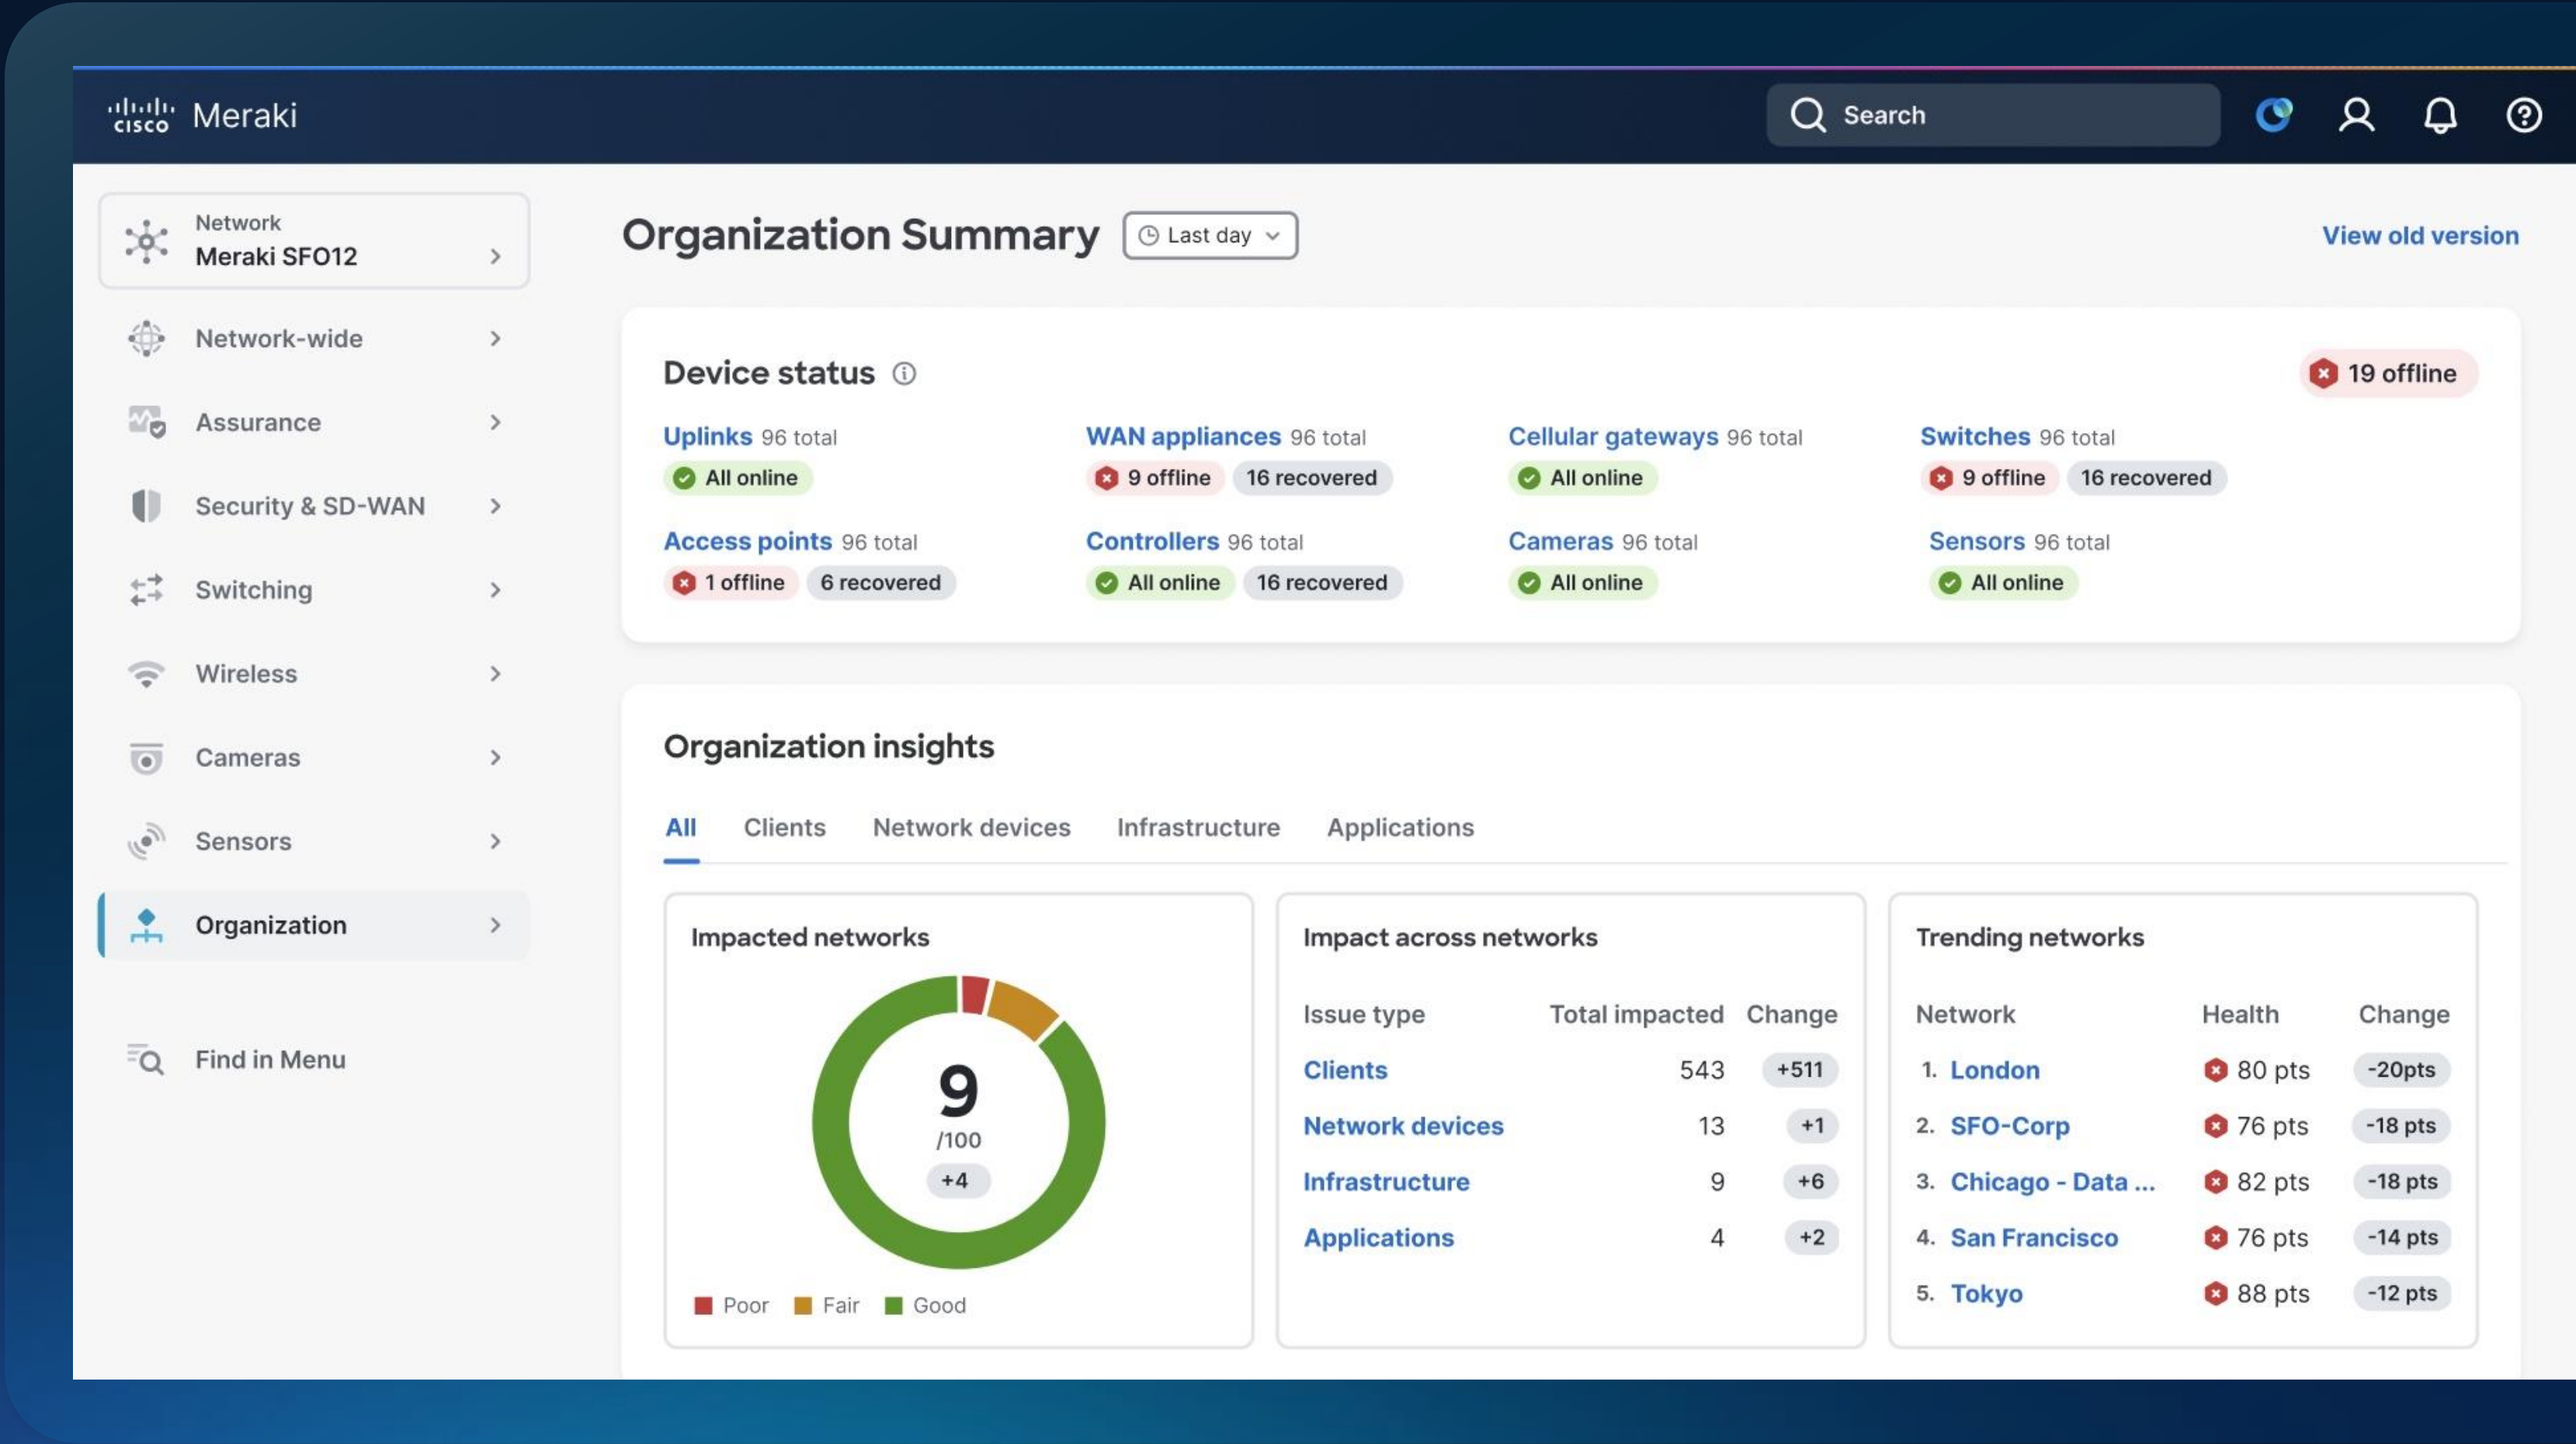 cisco Meraki
Search
Network
Meraki SFO12
Network-wide
Assurance
Security & SD-WAN
Switching
Wireless
Cameras
Sensors
Organization
Find in Menu
Organization Summary Last day
View old version
Device status
19 offline
Uplinks 96 total
All online
WAN appliances 96 total
9 offline 16 recovered
Cellular gateways 96 total
All online
Switches 96 total
9 offline 16 recovered
Access points 96 total
1 offline 6 recovered
Controllers 96 total
All online 16 recovered
Cameras 96 total
All online
Sensors 96 total
All online
Organization insights
All Clients Network devices Infrastructure Applications
Impacted networks
9
/100
+4
Poor Fair Good
Impact across networks
Issue type Total impacted Change
Clients 543 +511
Network devices 13 +1
Infrastructure 9 +6
Applications 4 +2
Trending networks
Network Health Change
1. London 80 pts -20pts
2. SFO-Corp 76 pts -18 pts
3. Chicago - Data ... 82 pts -18 pts
4. San Francisco 76 pts -14 pts
5. Tokyo 88 pts -12 pts